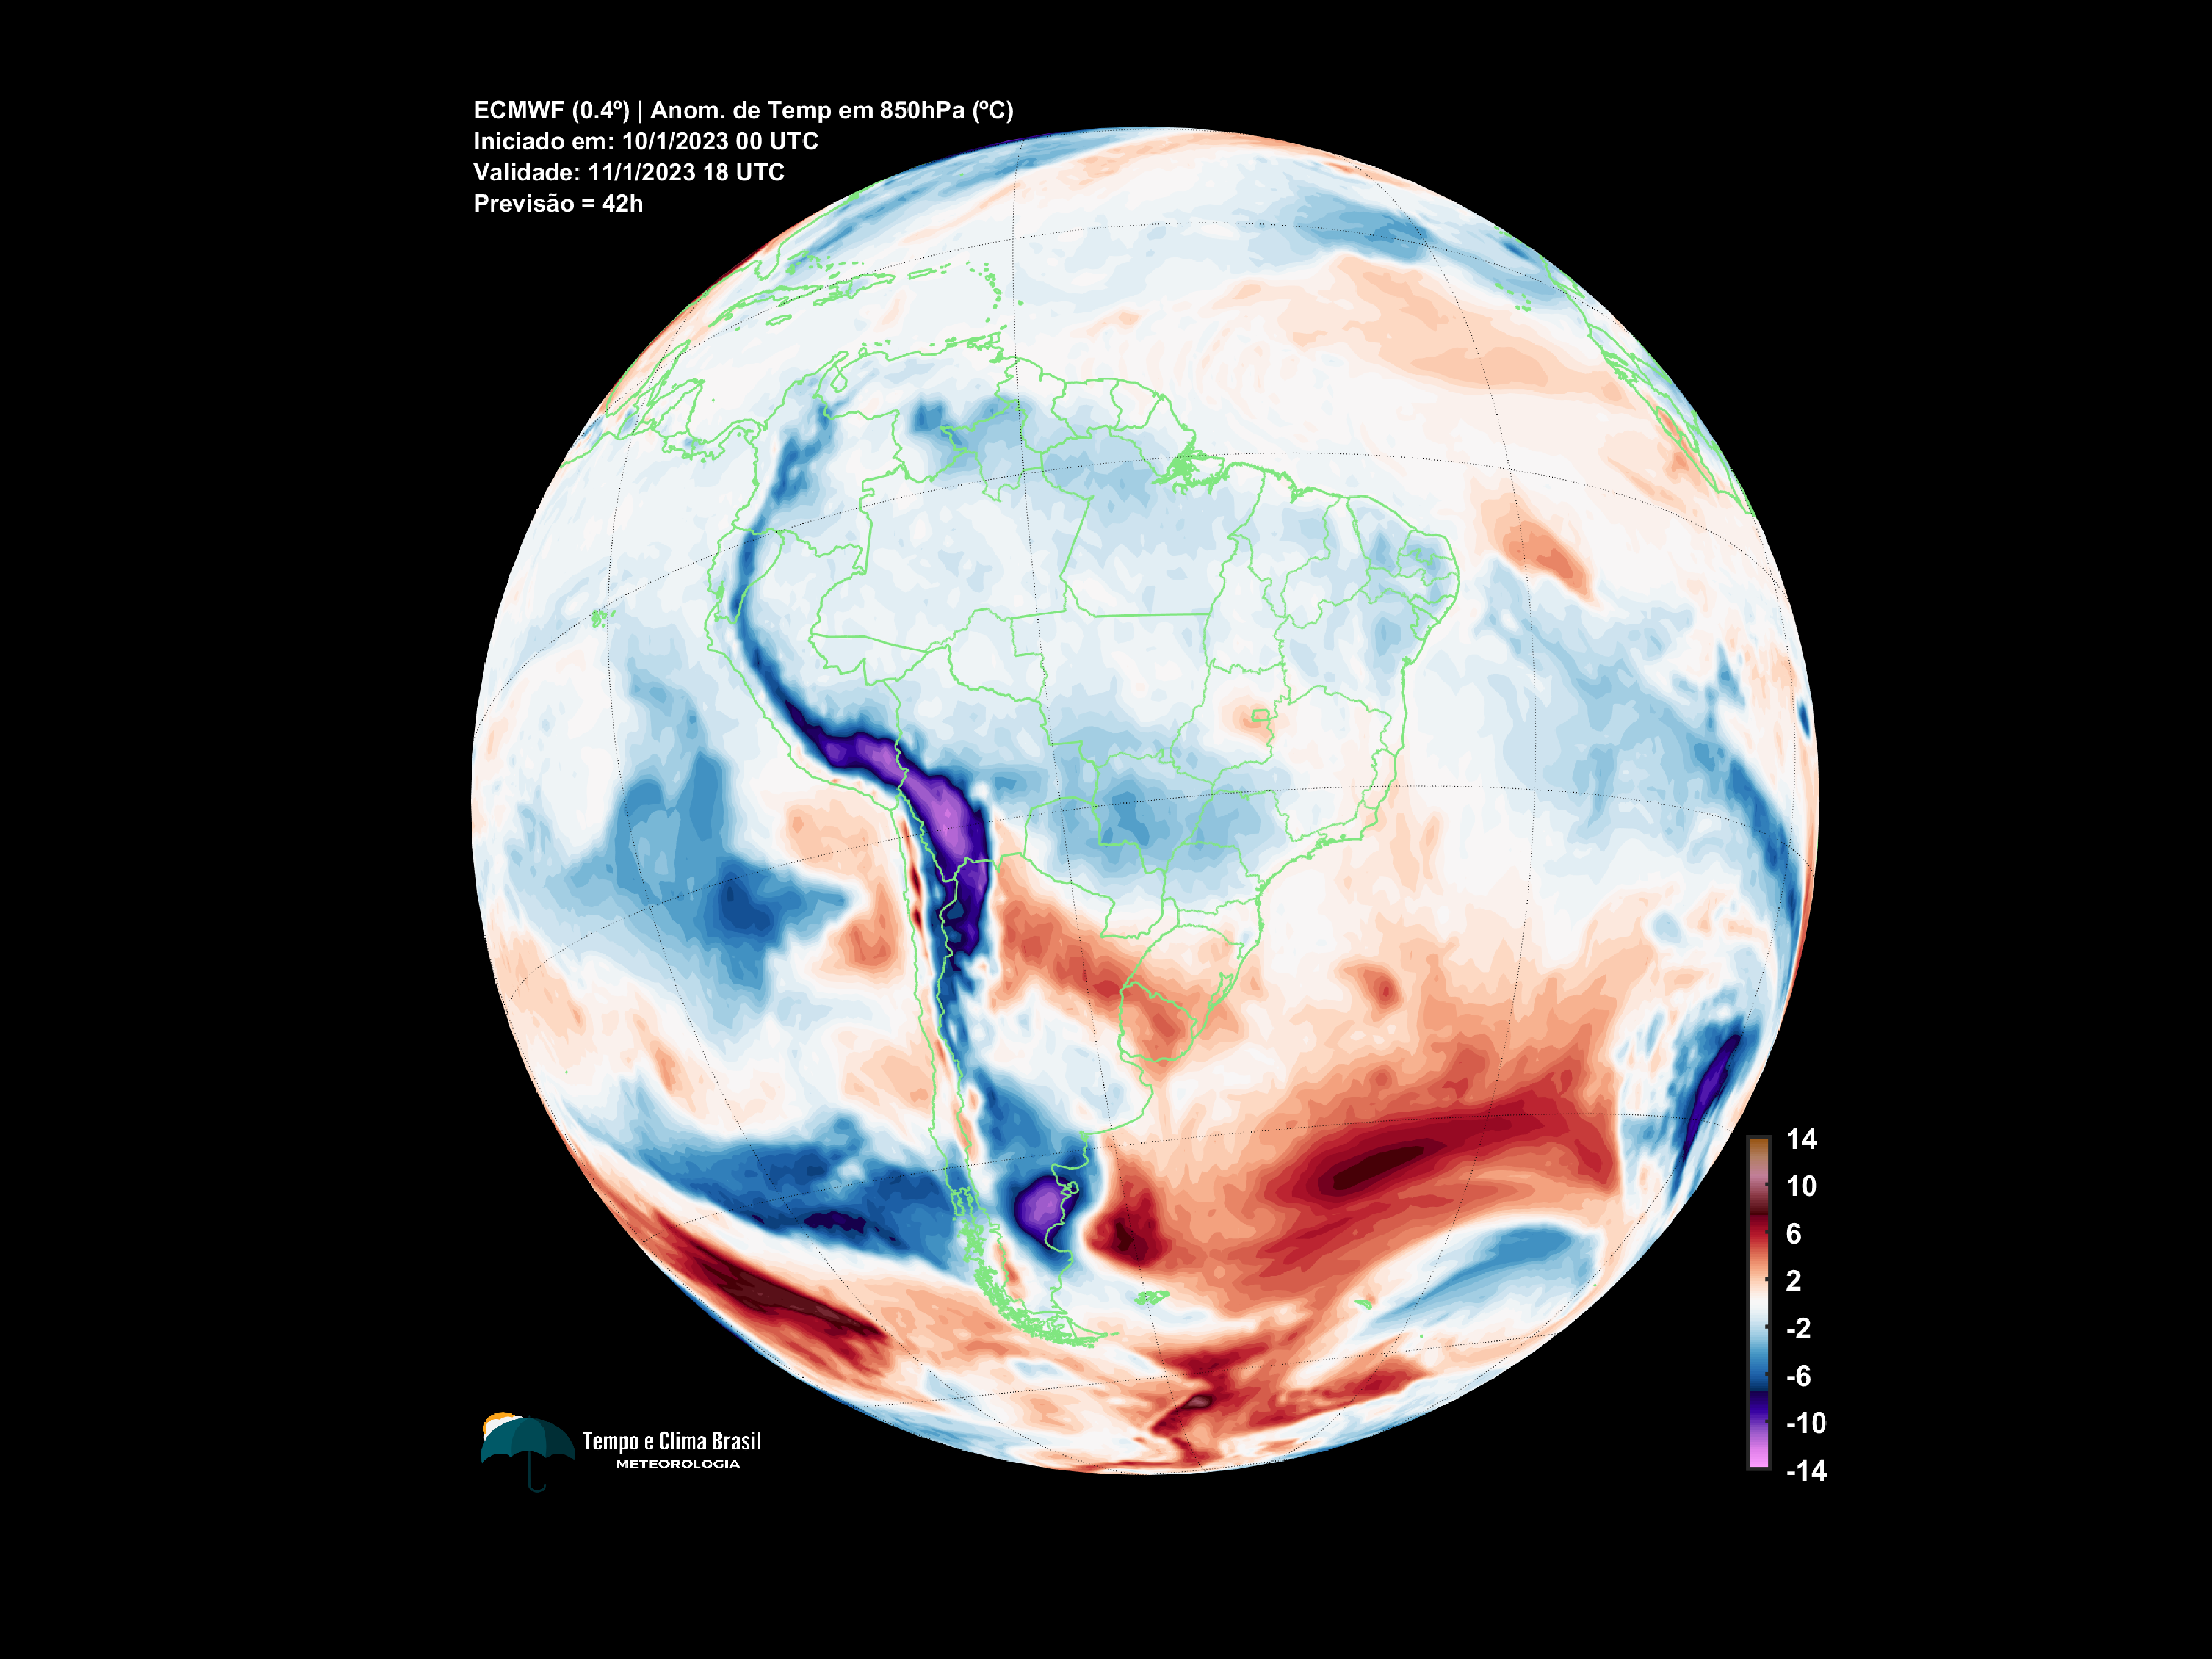 ECMWF (0.4º) | Anom. de Temp em 850hPa (ºC)
Iniciado em: 10/1/2023 00 UTC
Validade: 11/1/2023 18 UTC
Previsão = 42h
14
10
6
2
-2
-6
-10
-14
Tempo e Clima Brasil
METEOROLOGIA